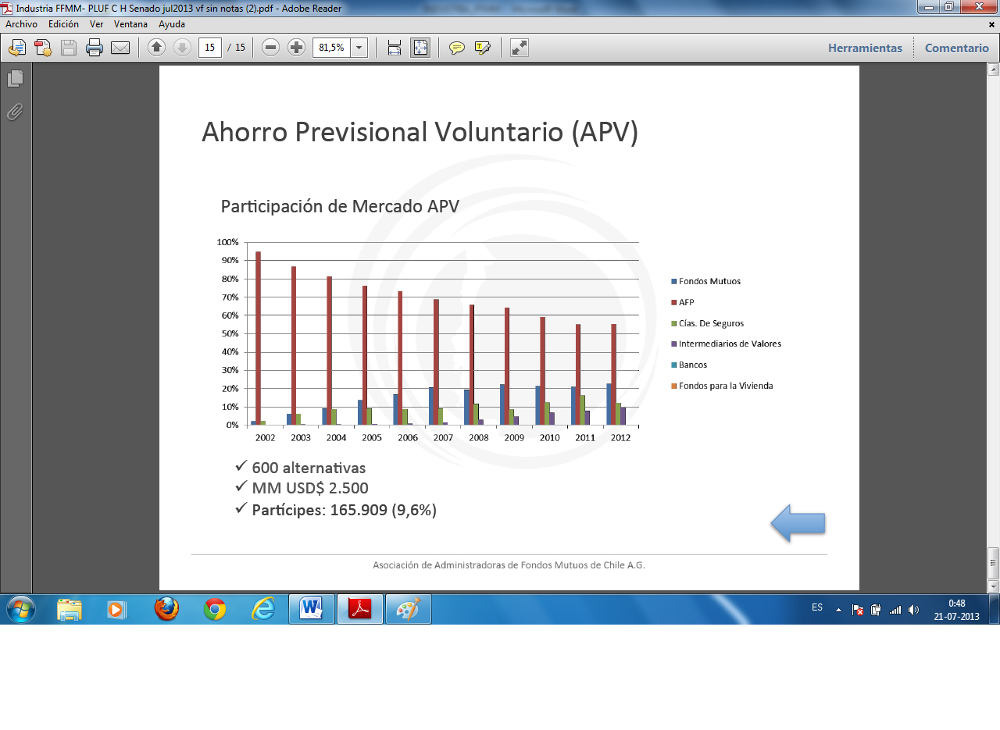 Industria FFMM- PLUF C H Senado jul2013 vf sin notas (2).pdf - Adobe Reader
Archivo Edición Ver Ventana Ayuda
15 / 15 81,5% Herramientas Comentario
Ahorro Previsional Voluntario (APV)
Participación de Mercado APV
100%
90%
80%
70%
60%
50%
40%
30%
20%
10%
0%
2002 2003 2004 2005 2006 2007 2008 2009 2010 2011 2012
Fondos Mutuos
AFP
Cías. De Seguros
Intermediarios de Valores
Bancos
Fondos para la Vivienda
✓ 600 alternativas
✓ MM USD$ 2.500
✓ Partícipes: 165.909 (9,6%)
Asociación de Administradoras de Fondos Mutuos de Chile A.G.
ES
0:48
21-07-2013